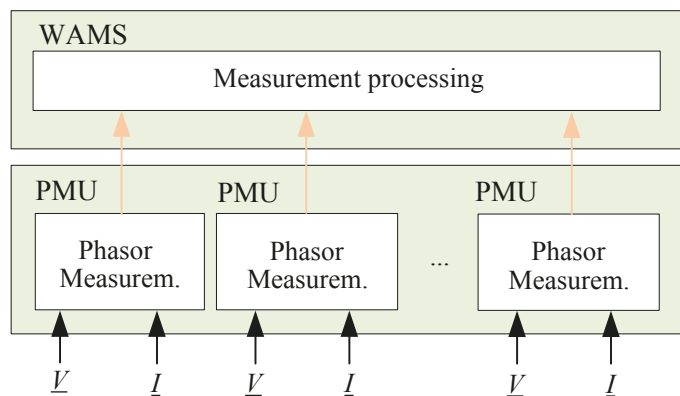 WAMS
Measurement processing
PMU PMU PMU
Phasor Measurem.
Phasor Measurem.
...
Phasor Measurem.
V I V I V I